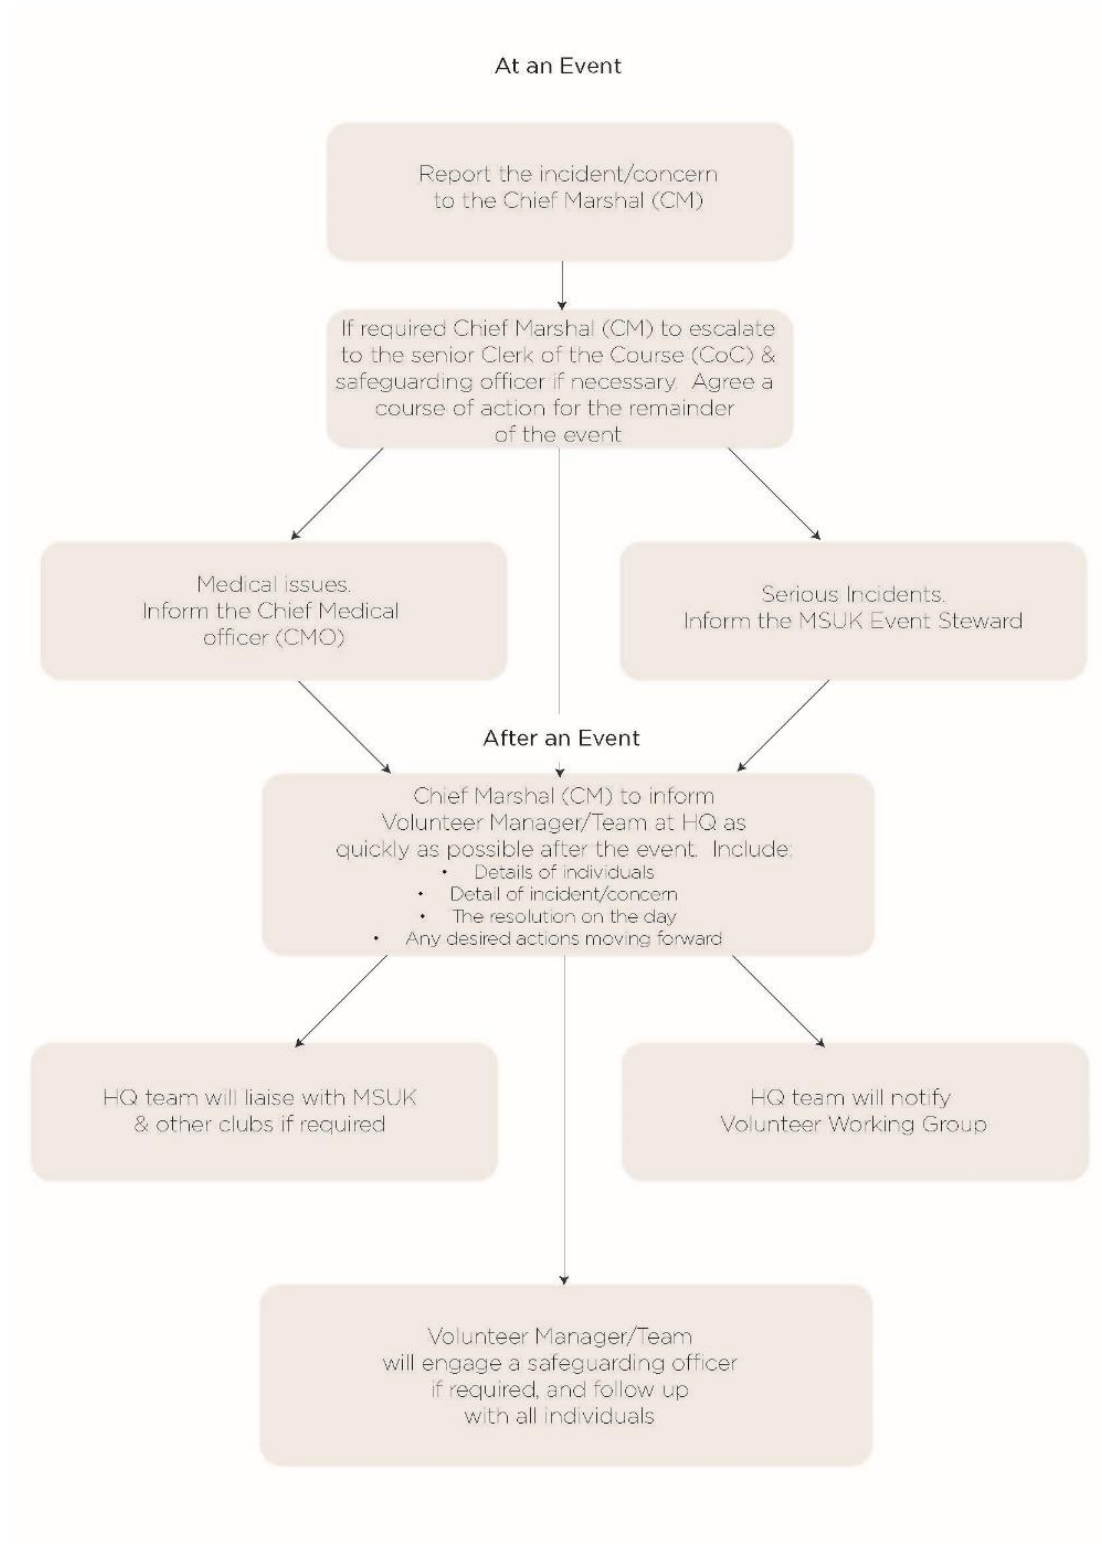 At an Event
Report the incident/concern
to the Chief Marshal (CM)
If required Chief Marshal (CM) to escalate
to the senior Clerk of the Course (CoC) &
safeguarding officer if necessary. Agree a
course of action for the remainder
of the event
Medical issues.
Inform the Chief Medical
officer (CMO)
Serious Incidents.
Inform the MSUK Event Steward
After an Event
Chief Marshal (CM) to inform
Volunteer Manager/Team at HQ as
quickly as possible after the event. Include:
• Details of individuals
• Detail of incident/concern
• The resolution on the day
• Any desired actions moving forward
HQ team will liaise with MSUK
& other clubs if required
HQ team will notify
Volunteer Working Group
Volunteer Manager/Team
will engage a safeguarding officer
if required, and follow up
with all individuals